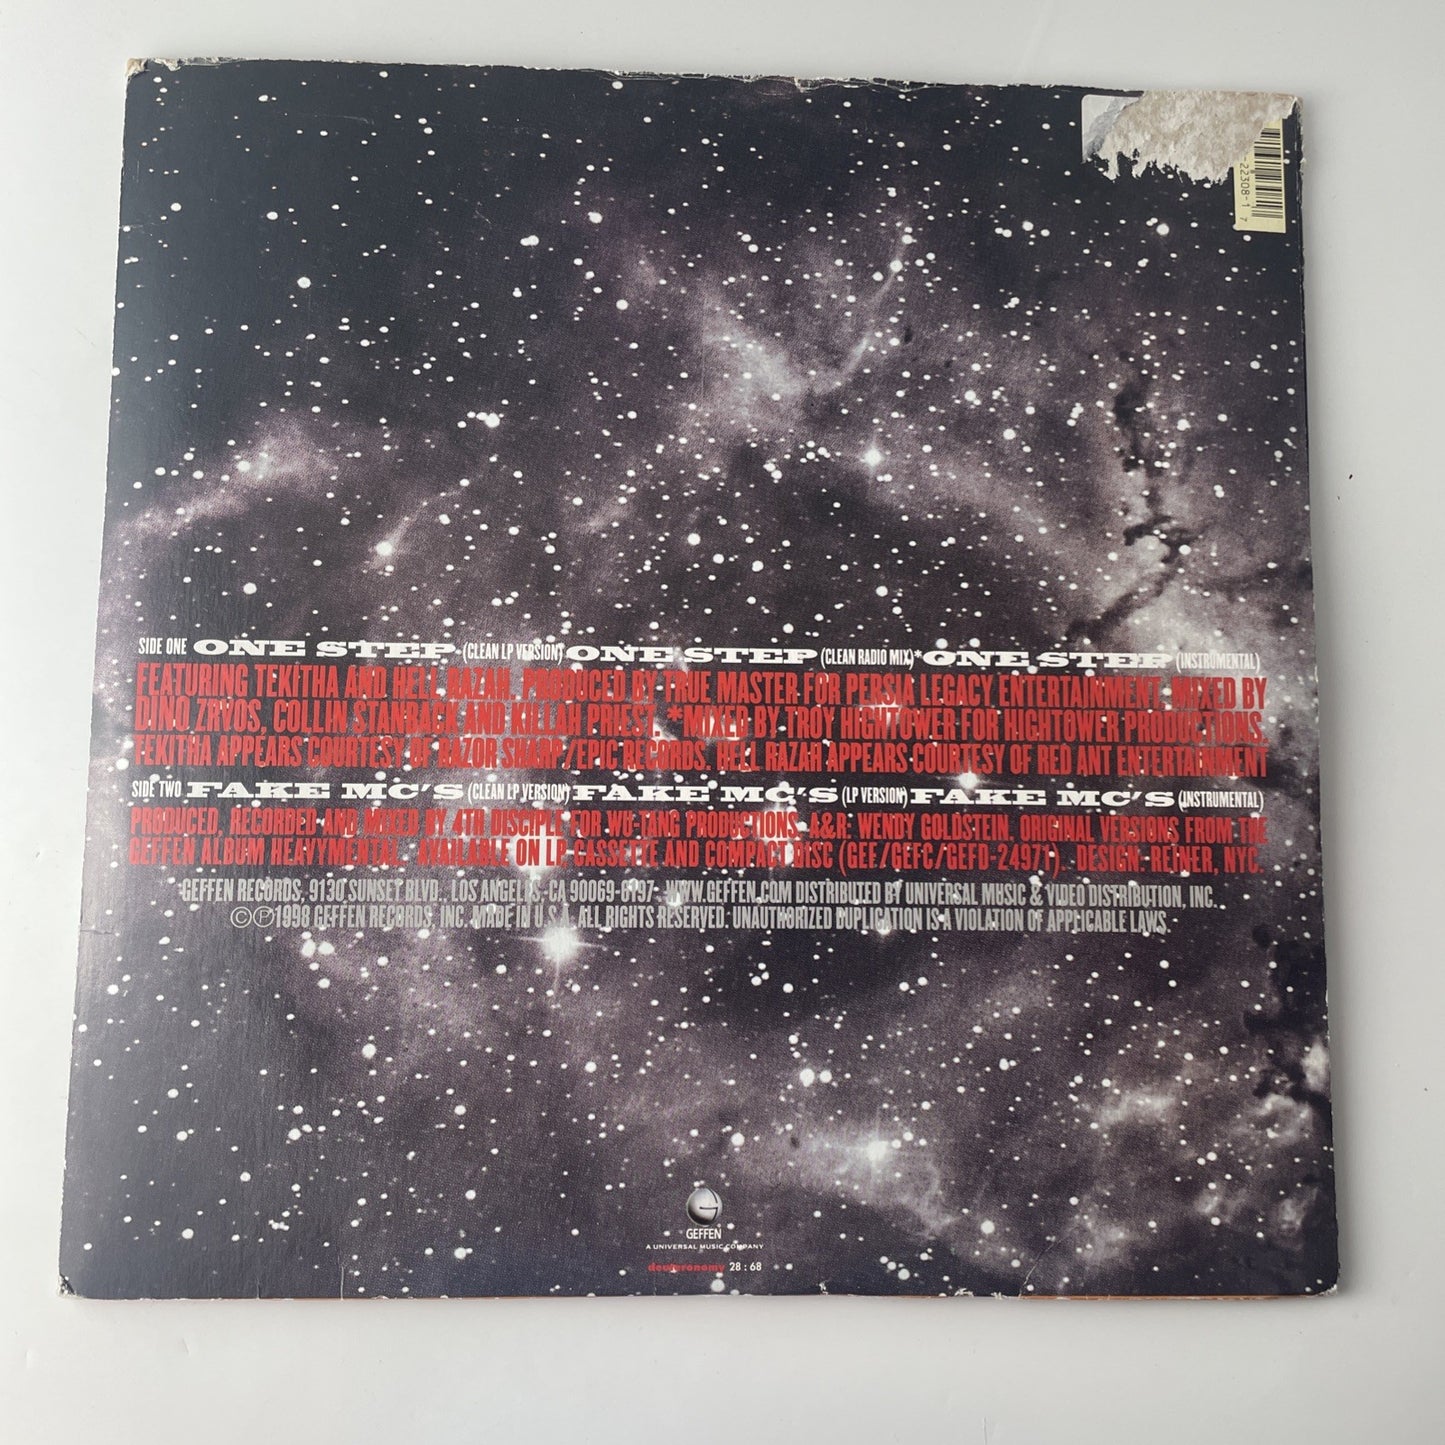 -22308-1 7
SIDE ONE ONE STEP (CLEAN LP VERSION) ONE STEP (CLEAN RADIO MIX)* ONE STEP (INSTRUMENTAL)
FEATURING TEKITHA AND HELL RAZAH. PRODUCED BY TRUE MASTER FOR PERSIA LEGACY ENTERTAINMENT. MIXED BY
DINO ZRVOS, COLLIN STANBACK AND KILLAH PRIEST. *MIXED BY TROY HIGHTOWER FOR HIGHTOWER PRODUCTIONS.
TEKITHA APPEARS COURTESY OF RAZOR SHARP/EPIC RECORDS. HELL RAZAH APPEARS COURTESY OF RED ANT ENTERTAINMENT
SIDE TWO FAKE MC'S (CLEAN LP VERSION) FAKE MC'S (LP VERSION) FAKE MC'S (INSTRUMENTAL)
PRODUCED, RECORDED AND MIXED BY 4TH DISCIPLE FOR WU-TANG PRODUCTIONS. A&R: WENDY GOLDSTEIN. ORIGINAL VERSIONS FROM THE
GEFFEN ALBUM HEAVYMENTAL. AVAILABLE ON LP, CASSETTE AND COMPACT DISC (GEF/GEFC/GEFD-24971). DESIGN: REINER, NYC.
GEFFEN RECORDS, 9130 SUNSET BLVD., LOS ANGELES, CA 90069-6197 WWW.GEFFEN.COM DISTRIBUTED BY UNIVERSAL MUSIC & VIDEO DISTRIBUTION, INC.
©℗1998 GEFFEN RECORDS, INC. MADE IN U.S.A. ALL RIGHTS RESERVED. UNAUTHORIZED DUPLICATION IS A VIOLATION OF APPLICABLE LAWS.
GEFFEN
A UNIVERSAL MUSIC COMPANY
deuteronomy 28:68